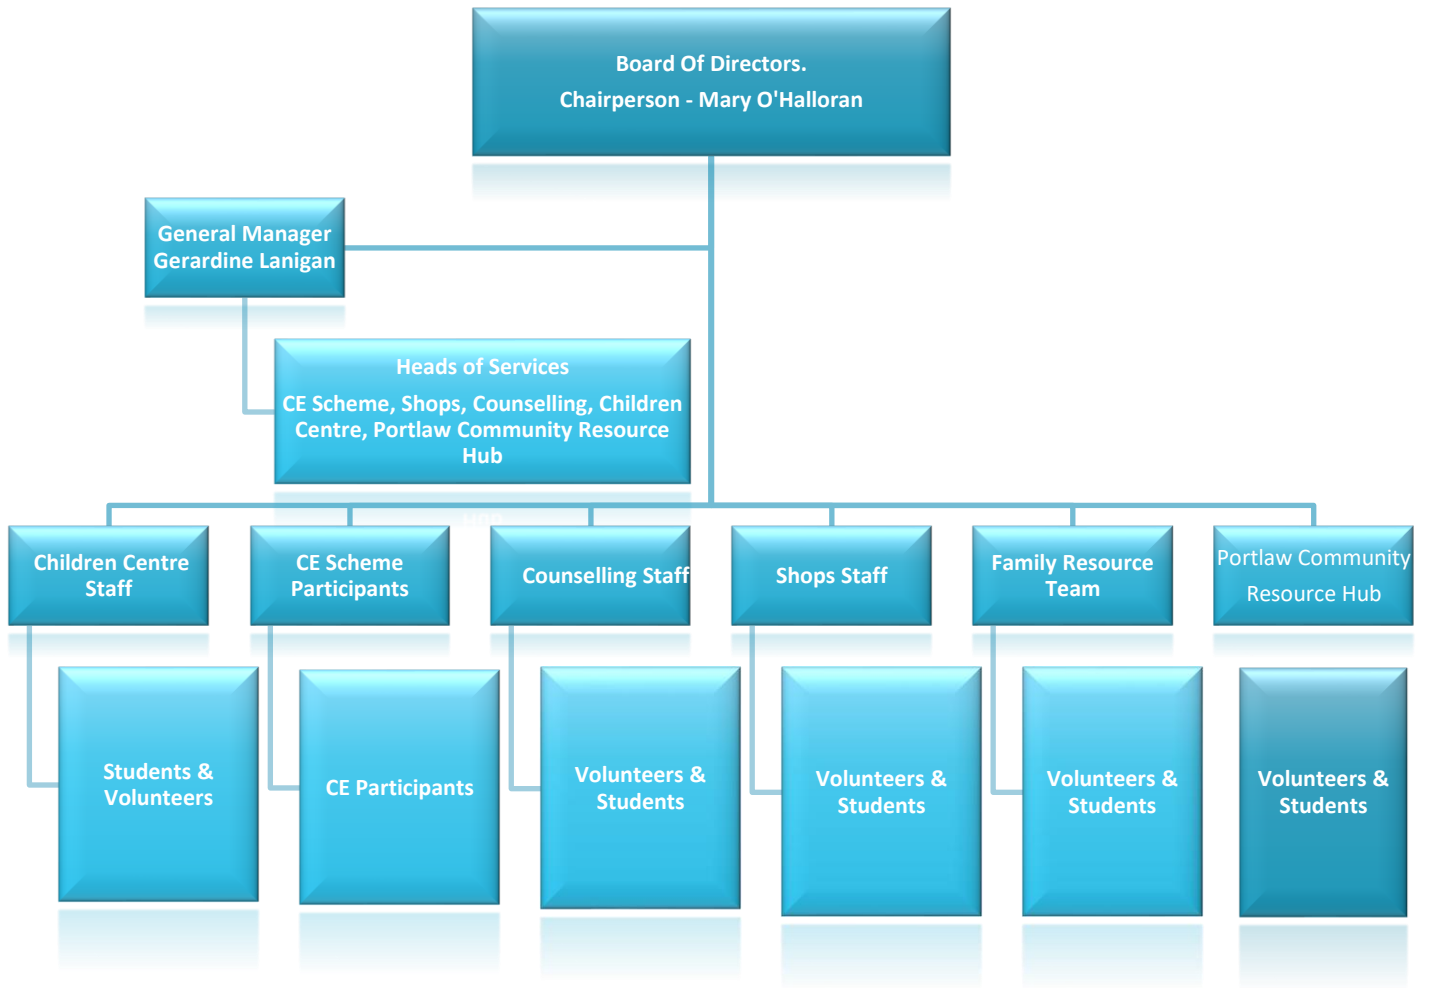 Board Of Directors.
Chairperson - Mary O'Halloran
General Manager
Gerardine Lanigan
Heads of Services
CE Scheme, Shops, Counselling, Children
Centre, Portlaw Community Resource
Hub
Children Centre
Staff
CE Scheme
Participants
Counselling Staff
Shops Staff
Family Resource
Team
Portlaw Community
Resource Hub
Students &
Volunteers
CE Participants
Volunteers &
Students
Volunteers &
Students
Volunteers &
Students
Volunteers &
Students